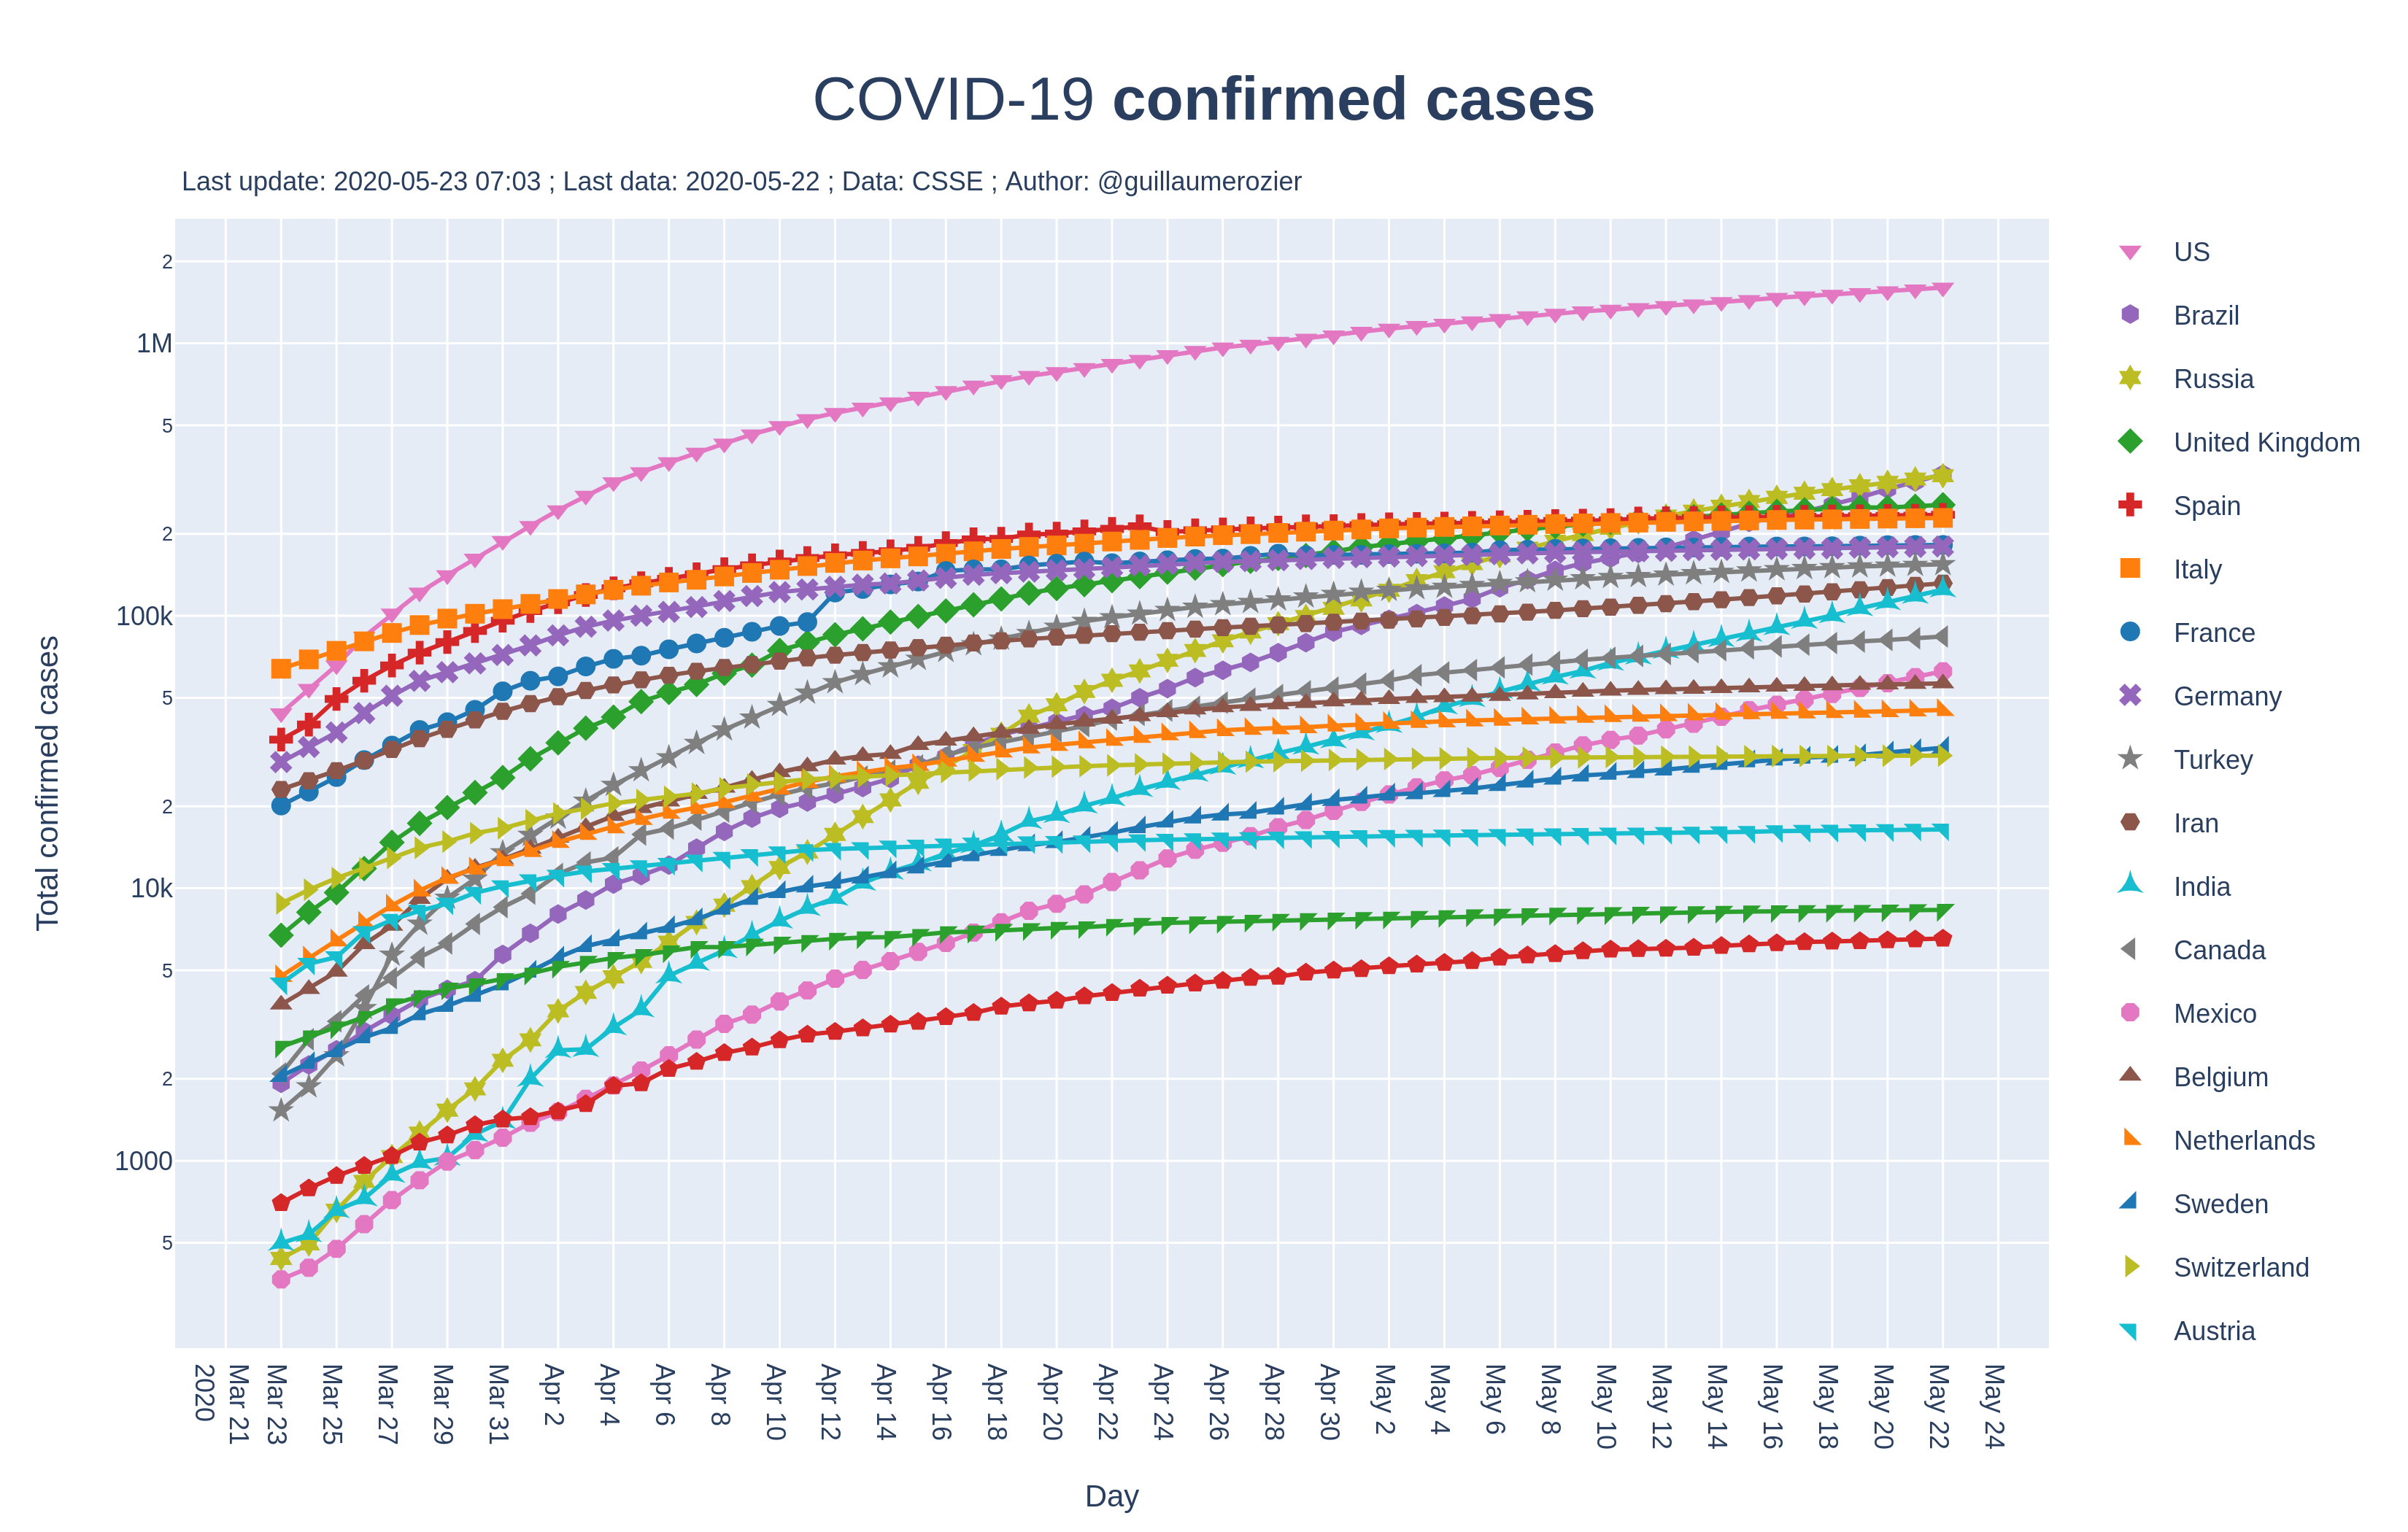 COVID-19 confirmed cases
Last update: 2020-05-23 07:03 ; Last data: 2020-05-22 ; Data: CSSE ; Author: @guillaumerozier
Total confirmed cases
2
1M
5
2
100k
5
2
10k
5
2
1000
5
Mar 21
2020
Mar 23
Mar 25
Mar 27
Mar 29
Mar 31
Apr 2
Apr 4
Apr 6
Apr 8
Apr 10
Apr 12
Apr 14
Apr 16
Apr 18
Apr 20
Apr 22
Apr 24
Apr 26
Apr 28
Apr 30
May 2
May 4
May 6
May 8
May 10
May 12
May 14
May 16
May 18
May 20
May 22
May 24
Day
US
Brazil
Russia
United Kingdom
Spain
Italy
France
Germany
Turkey
Iran
India
Canada
Mexico
Belgium
Netherlands
Sweden
Switzerland
Austria